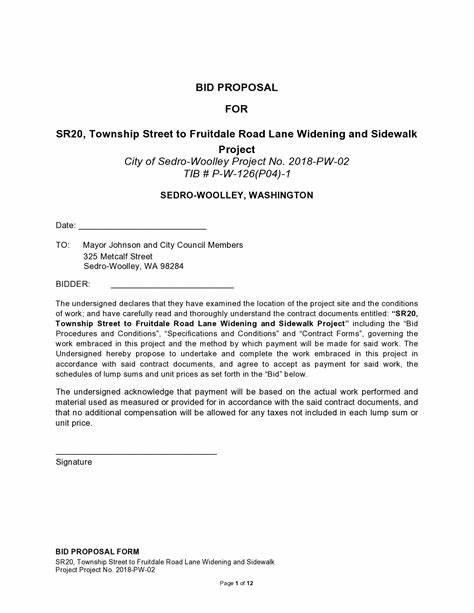 BID PROPOSAL
FOR
SR20, Township Street to Fruitdale Road Lane Widening and Sidewalk
Project
City of Sedro-Woolley Project No. 2018-PW-02
TIB # P-W-126(P04)-1
SEDRO-WOOLLEY, WASHINGTON
Date: ___________________________
TO: Mayor Johnson and City Council Members
325 Metcalf Street
Sedro-Woolley, WA 98284
BIDDER: __________________________
The undersigned declares that they have examined the location of the project site and the conditions
of work; and have carefully read and thoroughly understand the contract documents entitled: “SR20,
Township Street to Fruitdale Road Lane Widening and Sidewalk Project” including the “Bid
Procedures and Conditions”, “Specifications and Conditions” and “Contract Forms”, governing the
work embraced in this project and the method by which payment will be made for said work. The
Undersigned hereby propose to undertake and complete the work embraced in this project in
accordance with said contract documents, and agree to accept as payment for said work, the
schedules of lump sums and unit prices as set forth in the “Bid” below.
The undersigned acknowledge that payment will be based on the actual work performed and
material used as measured or provided for in accordance with the said contract documents, and
that no additional compensation will be allowed for any taxes not included in each lump sum or
unit price.
__________________________________
Signature
BID PROPOSAL FORM
SR20, Township Street to Fruitdale Road Lane Widening and Sidewalk
Project Project No. 2018-PW-02
Page 1 of 12